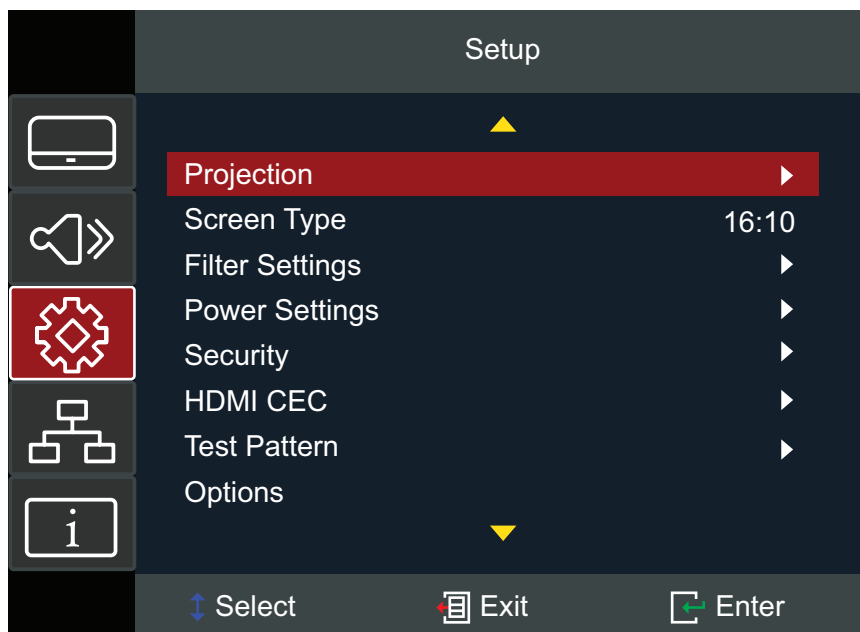 Setup
Projection
Screen Type 16:10
Filter Settings
Power Settings
Security
HDMI CEC
Test Pattern
Options
i
Select Exit Enter